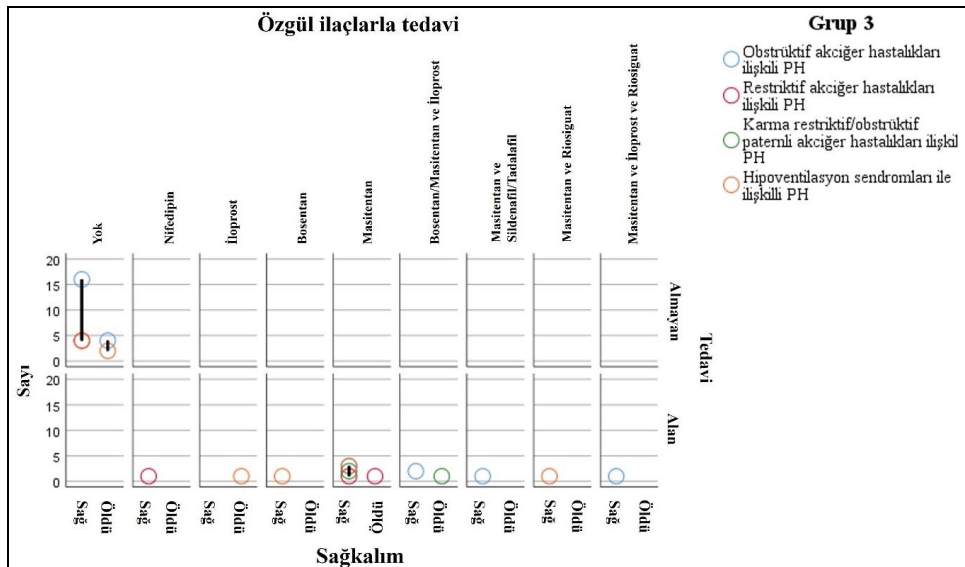 Özgül ilaçlarla tedavi
Grup 3
Obstrüktif akciğer hastalıkları
ilişkili PH
Restriktif akciğer hastalıkları
ilişkili PH
Karma restriktif/obstrüktif
paternli akciğer hastalıkları ilişkil
PH
Hipoventilasyon sendromları ile
ilişkilli PH
Yok
Nifedipin
İloprost
Bosentan
Masitentan
Bosentan/Masitentan ve İloprost
Masitentan ve
Sildenafil/Tadalafil
Masitentan ve Riosiguat
Masitentan ve İloprost ve Riosiguat
20
15
10
5
0
Almayan
20
15
10
5
0
Alan
Sayı
Tedavi
Sağ
Öldü
Sağ
Öldü
Sağ
Öldü
Sağ
Öldü
Sağ
Öldü
Sağ
Öldü
Sağ
Öldü
Sağ
Öldü
Sağ
Öldü
Sağkalım